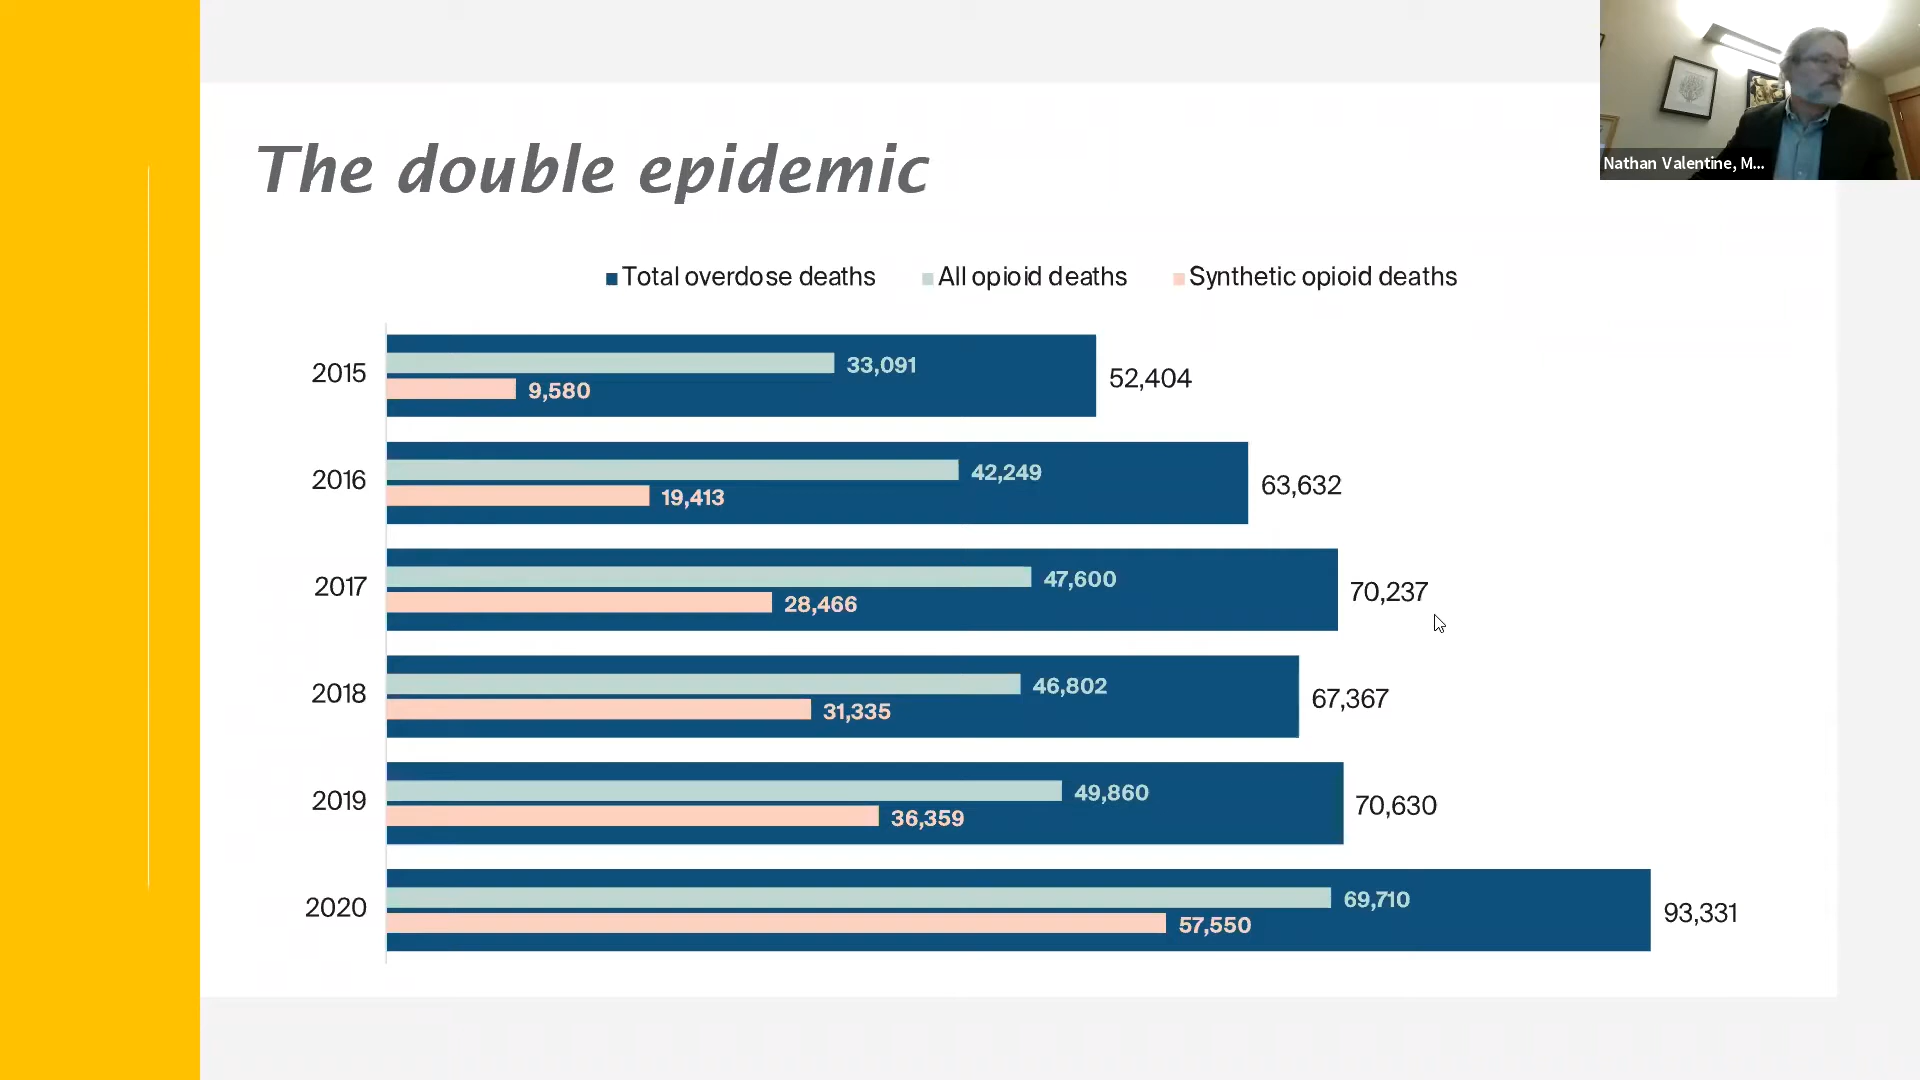 Nathan Valentine, M...
The double epidemic
Total overdose deaths All opioid deaths Synthetic opioid deaths
2015 33,091 9,580 52,404
2016 42,249 19,413 63,632
2017 47,600 28,466 70,237
2018 46,802 31,335 67,367
2019 49,860 36,359 70,630
2020 69,710 57,550 93,331